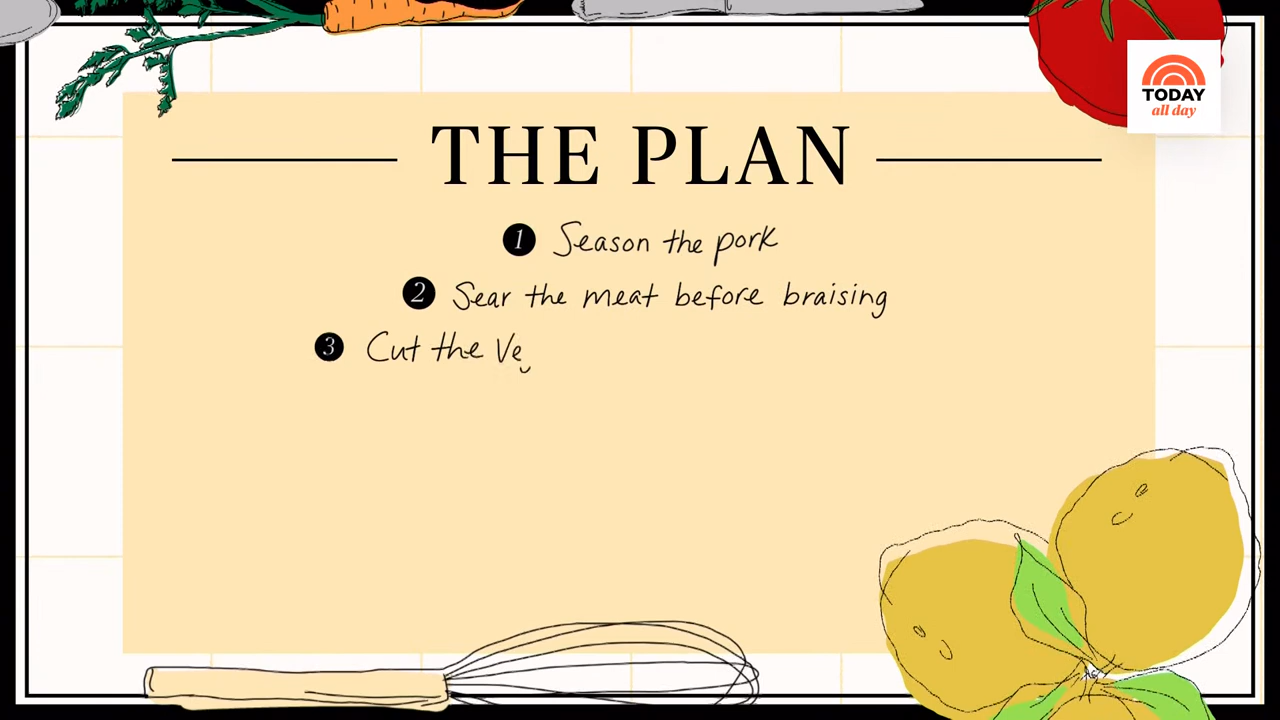 TODAY
all day
THE PLAN
1 Season the pork
2 Sear the meat before braising
3 Cut the Ve